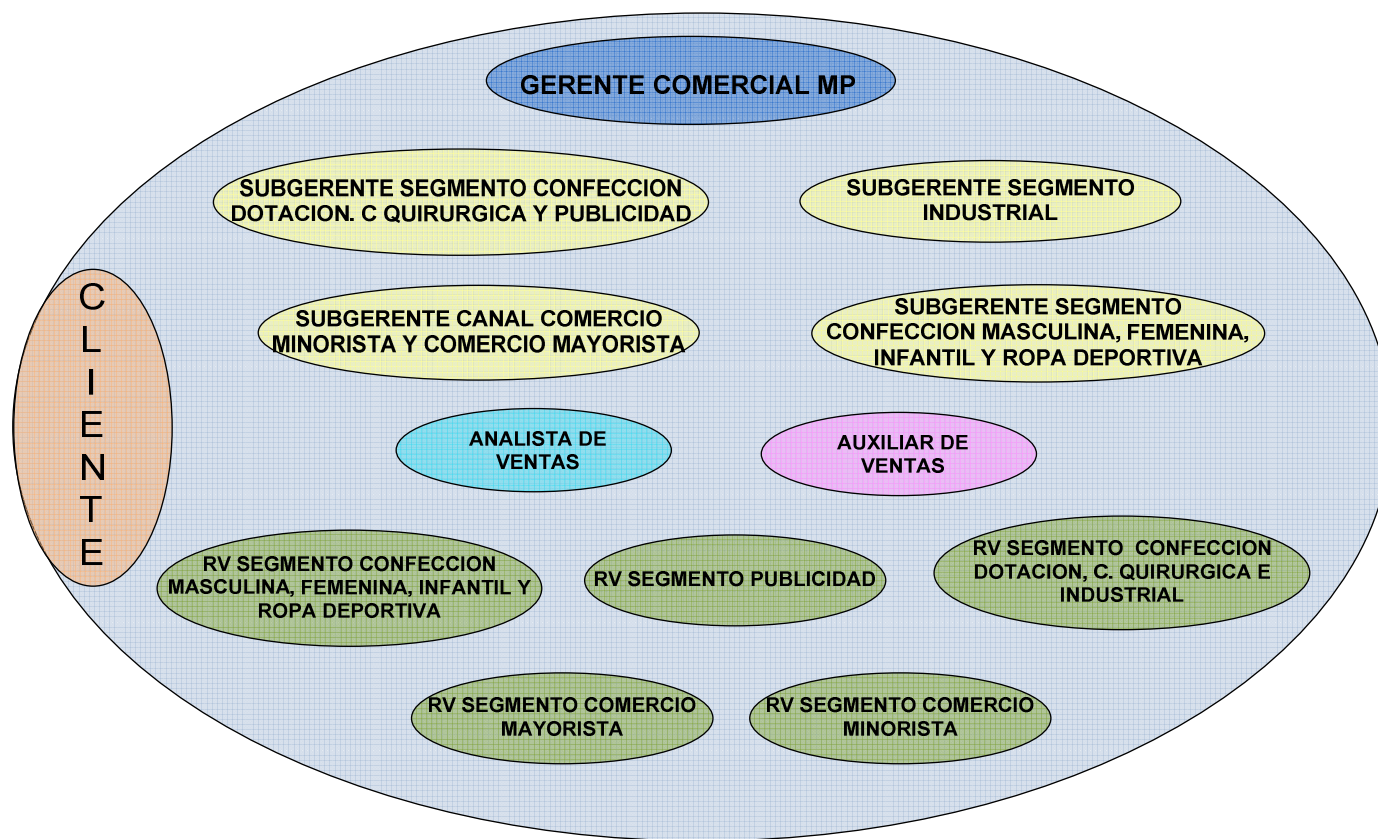 GERENTE COMERCIAL MP
SUBGERENTE SEGMENTO CONFECCION
DOTACION. C QUIRURGICA Y PUBLICIDAD
SUBGERENTE SEGMENTO
INDUSTRIAL
CLIENTE
SUBGERENTE CANAL COMERCIO
MINORISTA Y COMERCIO MAYORISTA
SUBGERENTE SEGMENTO
CONFECCION MASCULINA, FEMENINA,
INFANTIL Y ROPA DEPORTIVA
ANALISTA DE
VENTAS
AUXILIAR DE
VENTAS
RV SEGMENTO CONFECCION
MASCULINA, FEMENINA, INFANTIL Y
ROPA DEPORTIVA
RV SEGMENTO PUBLICIDAD
RV SEGMENTO CONFECCION
DOTACION, C. QUIRURGICA E
INDUSTRIAL
RV SEGMENTO COMERCIO
MAYORISTA
RV SEGMENTO COMERCIO
MINORISTA